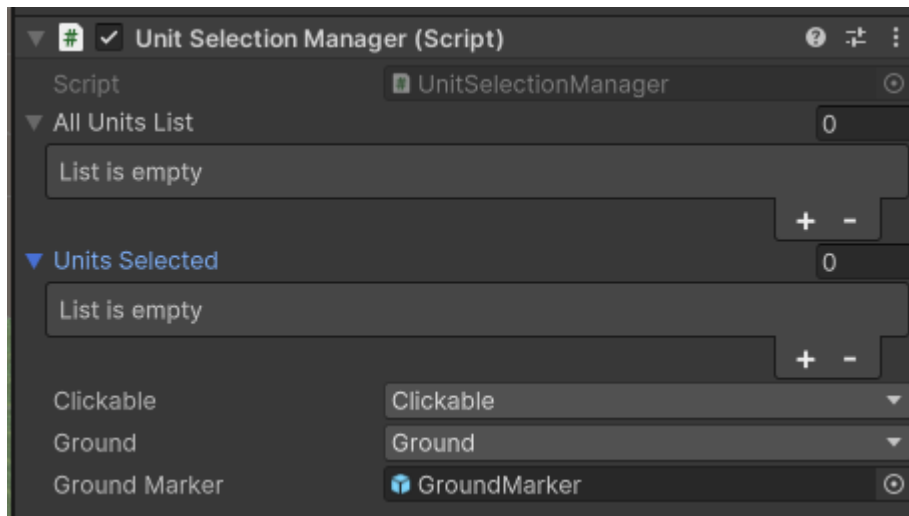 Unit Selection Manager (Script)
Script UnitSelectionManager
All Units List 0
List is empty
+ -
Units Selected 0
List is empty
+ -
Clickable Clickable
Ground Ground
Ground Marker GroundMarker